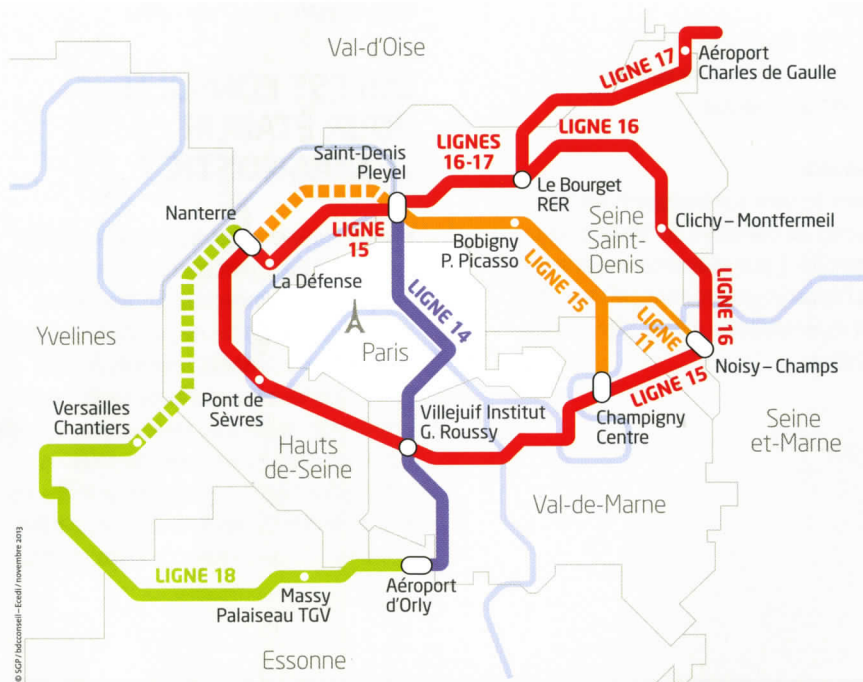 Val-d'Oise
LIGNE 17
Aéroport
Charles de Gaulle
LIGNES
16-17
LIGNE 16
Saint-Denis
Pleyel
Le Bourget
RER
Nanterre
LIGNE
15
Seine
Saint-
Denis
Clichy – Montfermeil
Bobigny
P. Picasso
La Défense
LIGNE 15
LIGNE 14
LIGNE
11
LIGNE 16
Yvelines
Paris
Noisy – Champs
LIGNE 15
Pont de
Sèvres
Versailles
Chantiers
Villejuif Institut
G. Roussy
Champigny
Centre
Seine
et-Marne
Hauts
de-Seine
Val-de-Marne
LIGNE 18
Massy
Palaiseau TGV
Aéroport
d'Orly
Essonne
© SGP / bdcconseil – Ecedi / novembre 2013